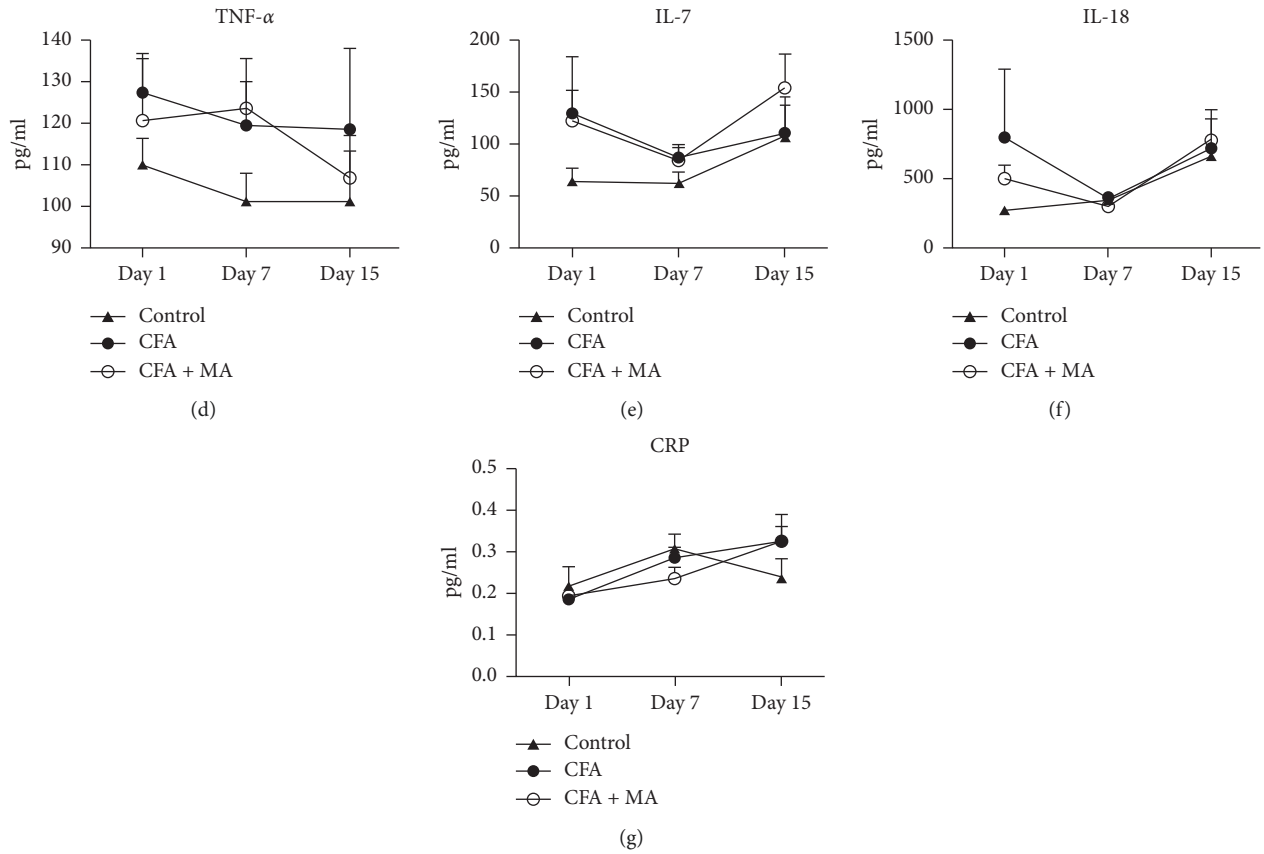 TNF-α
140
130
120
110
100
90
pg/ml
Day 1 Day 7 Day 15
Control
CFA
CFA + MA
(d)
IL-7
200
150
100
50
0
pg/ml
Day 1 Day 7 Day 15
Control
CFA
CFA + MA
(e)
IL-18
1500
1000
500
0
pg/ml
Day 1 Day 7 Day 15
Control
CFA
CFA + MA
(f)
CRP
0.5
0.4
0.3
0.2
0.1
0.0
pg/ml
Day 1 Day 7 Day 15
Control
CFA
CFA + MA
(g)